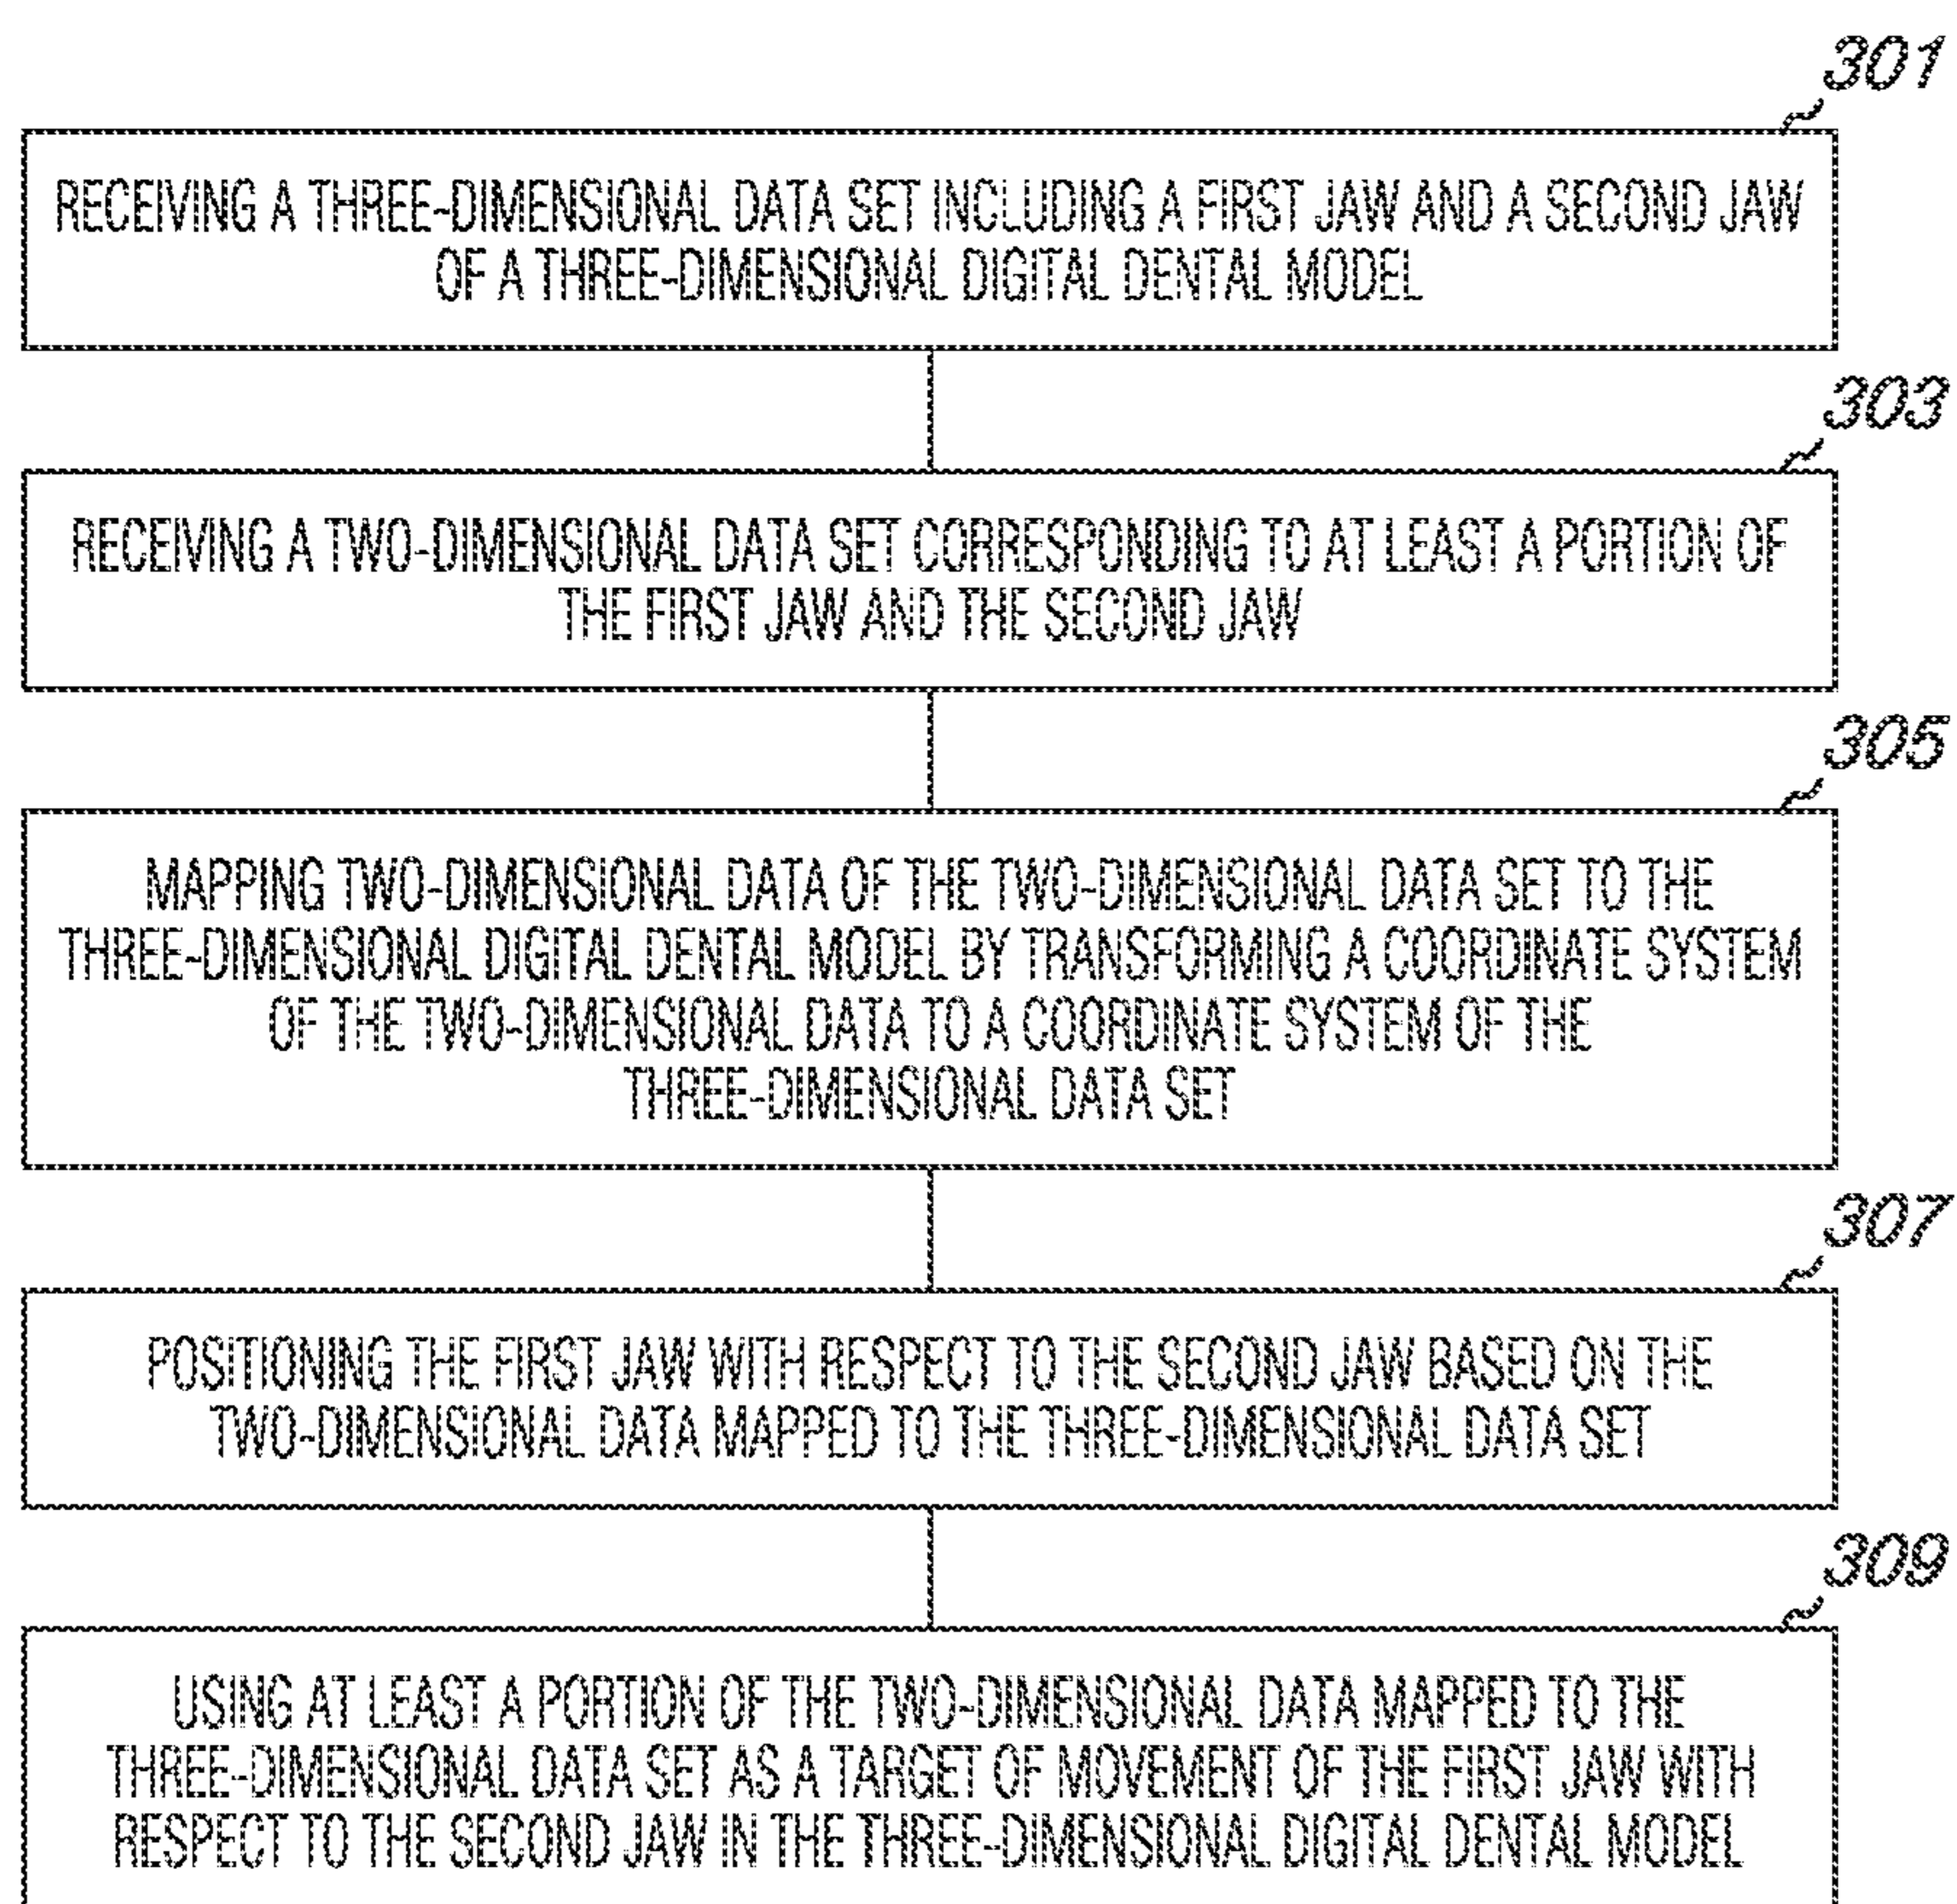 301
RECEIVING A THREE-DIMENSIONAL DATA SET INCLUDING A FIRST JAW AND A SECOND JAW
OF A THREE-DIMENSIONAL DIGITAL DENTAL MODEL
303
RECEIVING A TWO-DIMENSIONAL DATA SET CORRESPONDING TO AT LEAST A PORTION OF
THE FIRST JAW AND THE SECOND JAW
305
MAPPING TWO-DIMENSIONAL DATA OF THE TWO-DIMENSIONAL DATA SET TO THE
THREE-DIMENSIONAL DIGITAL DENTAL MODEL BY TRANSFORMING A COORDINATE SYSTEM
OF THE TWO-DIMENSIONAL DATA TO A COORDINATE SYSTEM OF THE
THREE-DIMENSIONAL DATA SET
307
POSITIONING THE FIRST JAW WITH RESPECT TO THE SECOND JAW BASED ON THE
TWO-DIMENSIONAL DATA MAPPED TO THE THREE-DIMENSIONAL DATA SET
309
USING AT LEAST A PORTION OF THE TWO-DIMENSIONAL DATA MAPPED TO THE
THREE-DIMENSIONAL DATA SET AS A TARGET OF MOVEMENT OF THE FIRST JAW WITH
RESPECT TO THE SECOND JAW IN THE THREE-DIMENSIONAL DIGITAL DENTAL MODEL